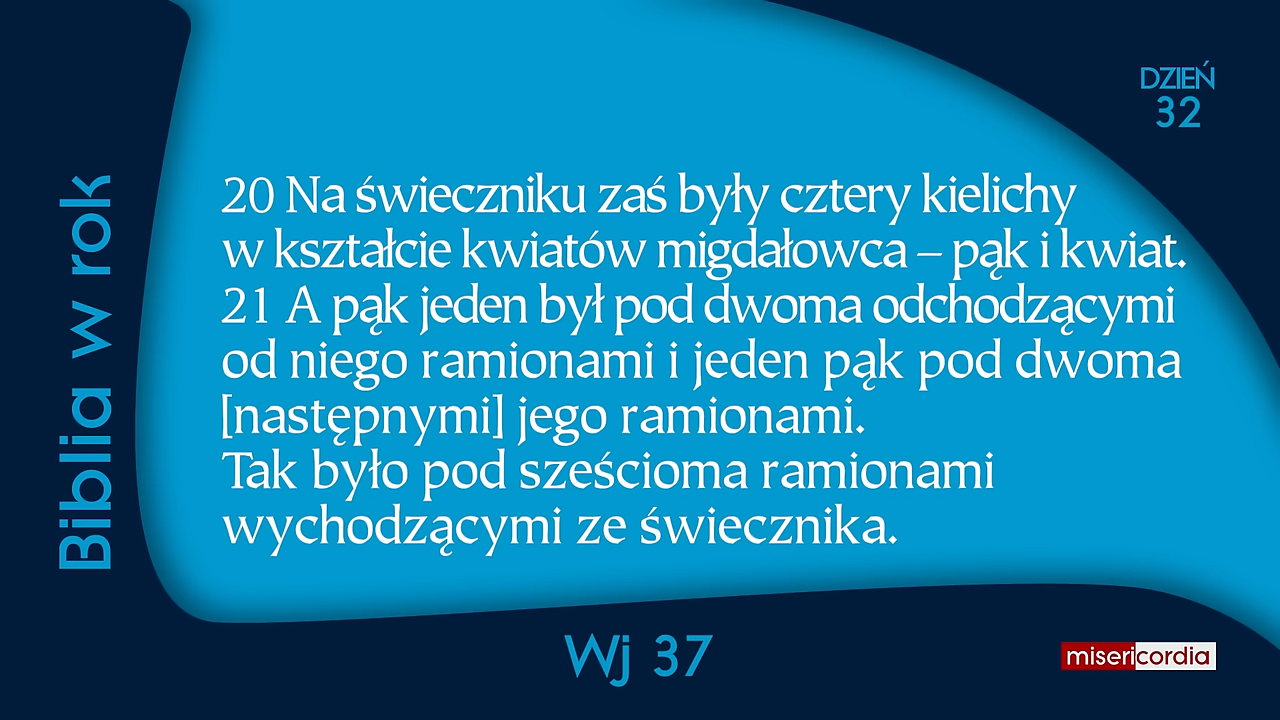 DZIEŃ
32
Biblia w rok
20 Na świeczniku zaś były cztery kielichy
w kształcie kwiatów migdałowca – pąk i kwiat.
21 A pąk jeden był pod dwoma odchodzącymi
od niego ramionami i jeden pąk pod dwoma
[następnymi] jego ramionami.
Tak było pod sześcioma ramionami
wychodzącymi ze świecznika.
Wj 37
misericordia